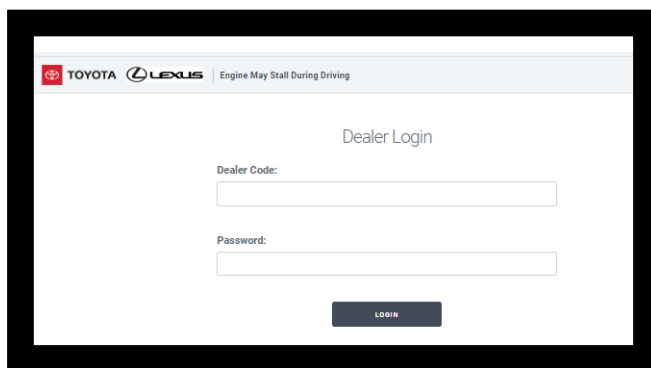 TOYOTA LEXUS Engine May Stall During Driving
Dealer Login
Dealer Code:
Password:
LOGIN